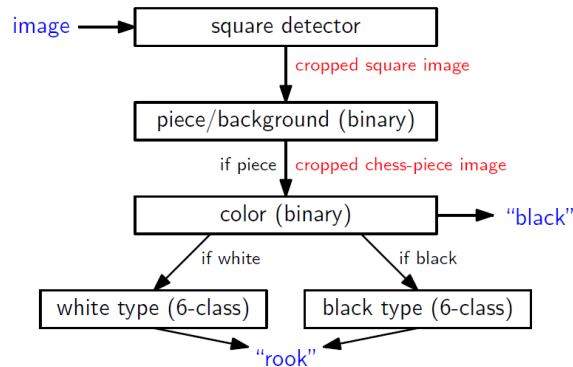 image
square detector
cropped square image
piece/background (binary)
if piece
cropped chess-piece image
color (binary)
“black”
if white
if black
white type (6-class)
black type (6-class)
“rook”